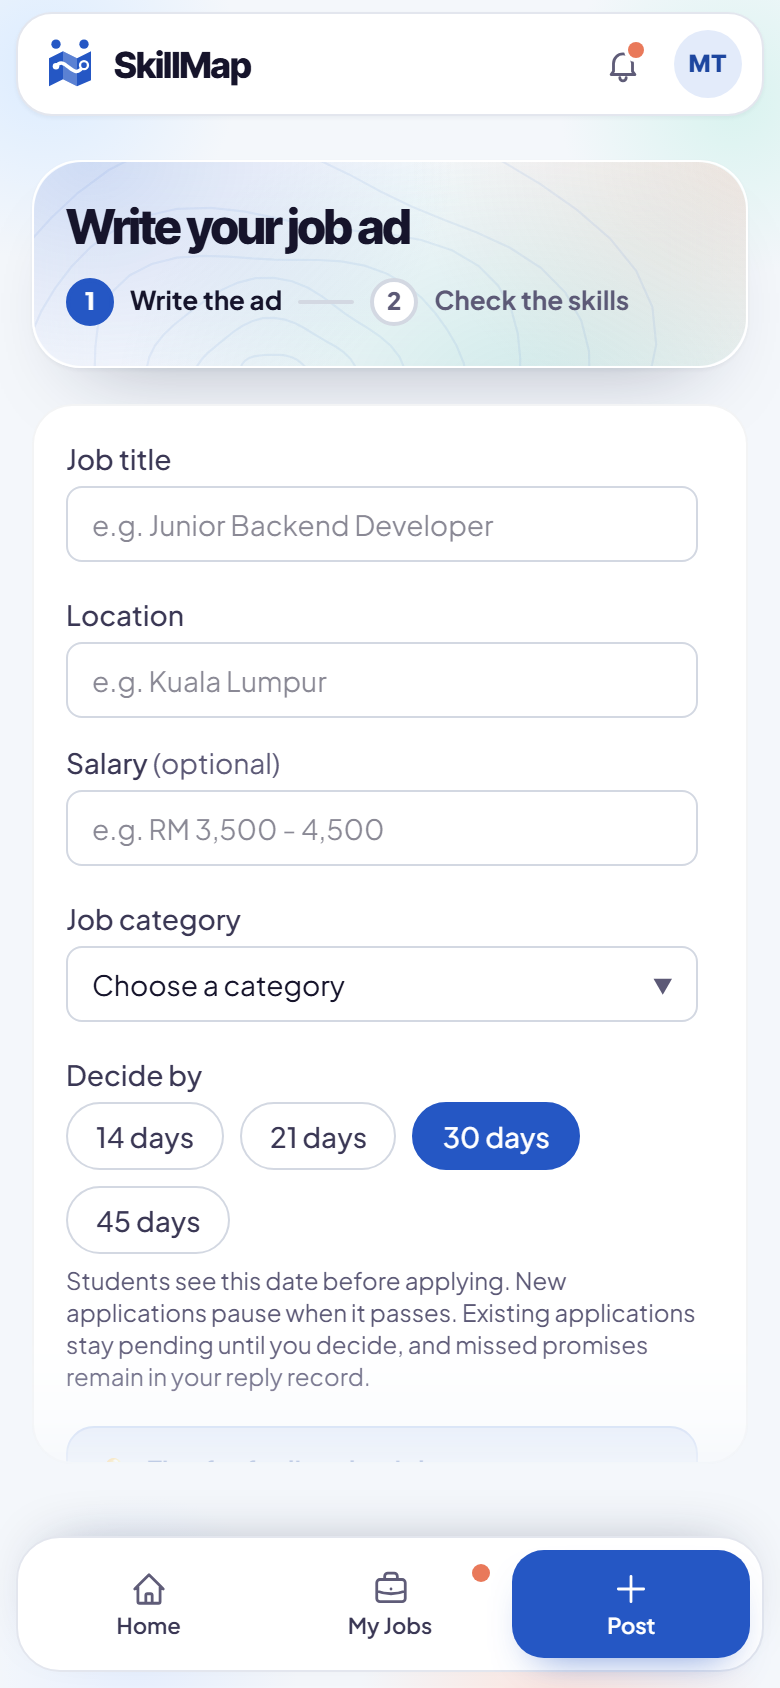 SkillMap
MT
Write your job ad
1 Write the ad 2 Check the skills
Job title
e.g. Junior Backend Developer
Location
e.g. Kuala Lumpur
Salary (optional)
e.g. RM 3,500 - 4,500
Job category
Choose a category
Decide by
14 days 21 days 30 days
45 days
Students see this date before applying. New
applications pause when it passes. Existing applications
stay pending until you decide, and missed promises
remain in your reply record.
Home My Jobs Post